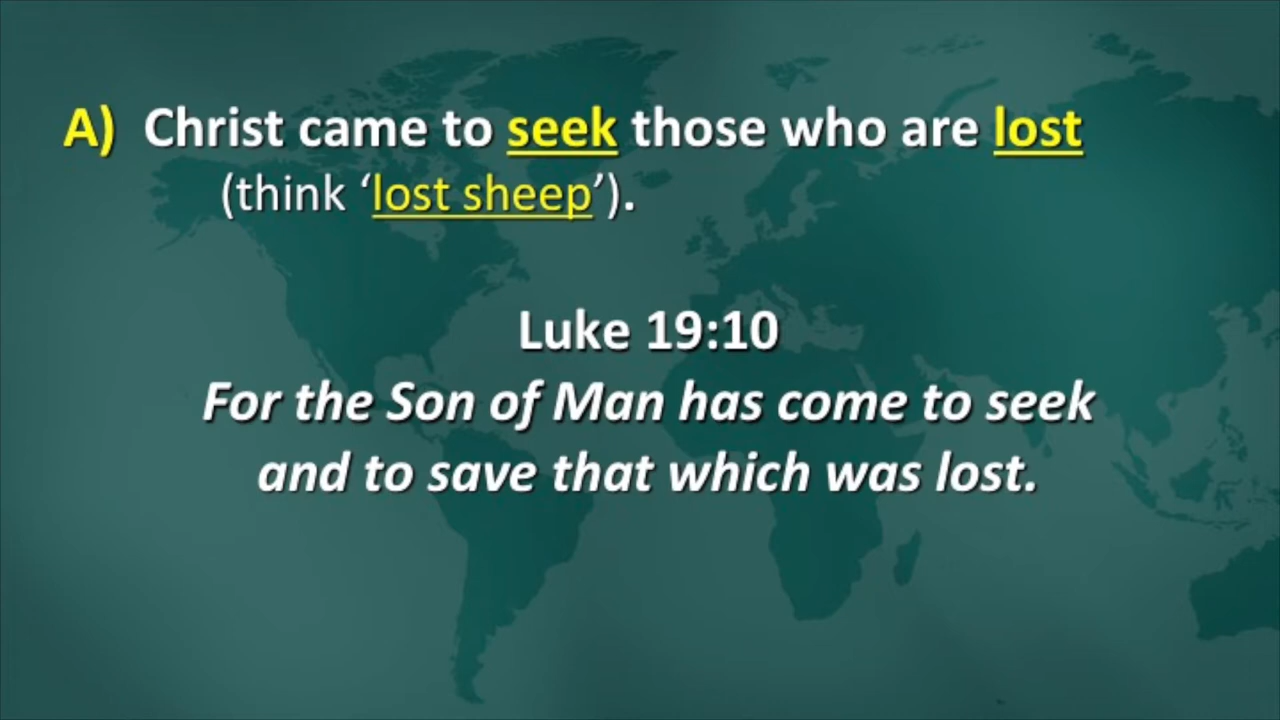 A) Christ came to seek those who are lost
(think ‘lost sheep’).
Luke 19:10
For the Son of Man has come to seek
and to save that which was lost.